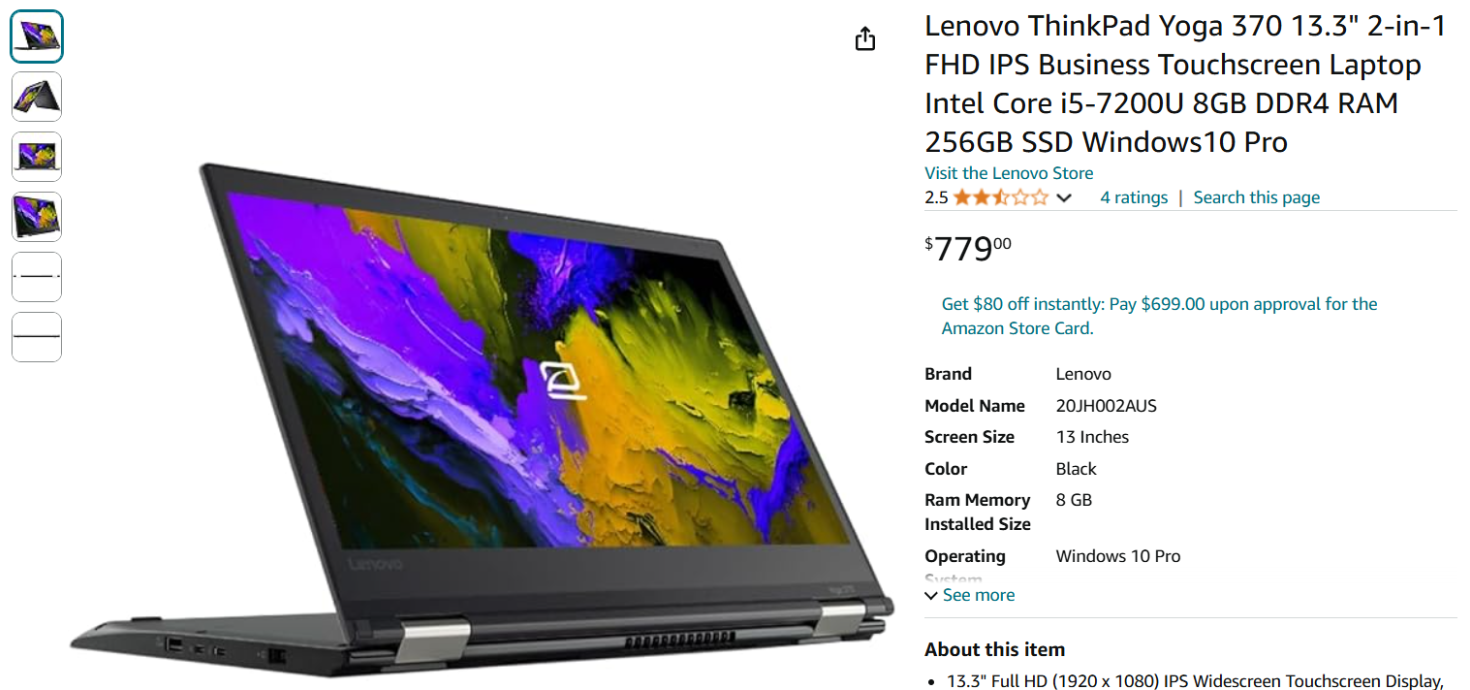 Lenovo ThinkPad Yoga 370 13.3" 2-in-1
FHD IPS Business Touchscreen Laptop
Intel Core i5-7200U 8GB DDR4 RAM
256GB SSD Windows10 Pro
Visit the Lenovo Store
2.5 4 ratings | Search this page
$779 00
Get $80 off instantly: Pay $699.00 upon approval for the
Amazon Store Card.
Brand Lenovo
Model Name 20JH002AUS
Screen Size 13 Inches
Color Black
Ram Memory 8 GB
Installed Size
Operating Windows 10 Pro
System
See more
About this item
• 13.3" Full HD (1920 x 1080) IPS Widescreen Touchscreen Display,
Lenovo